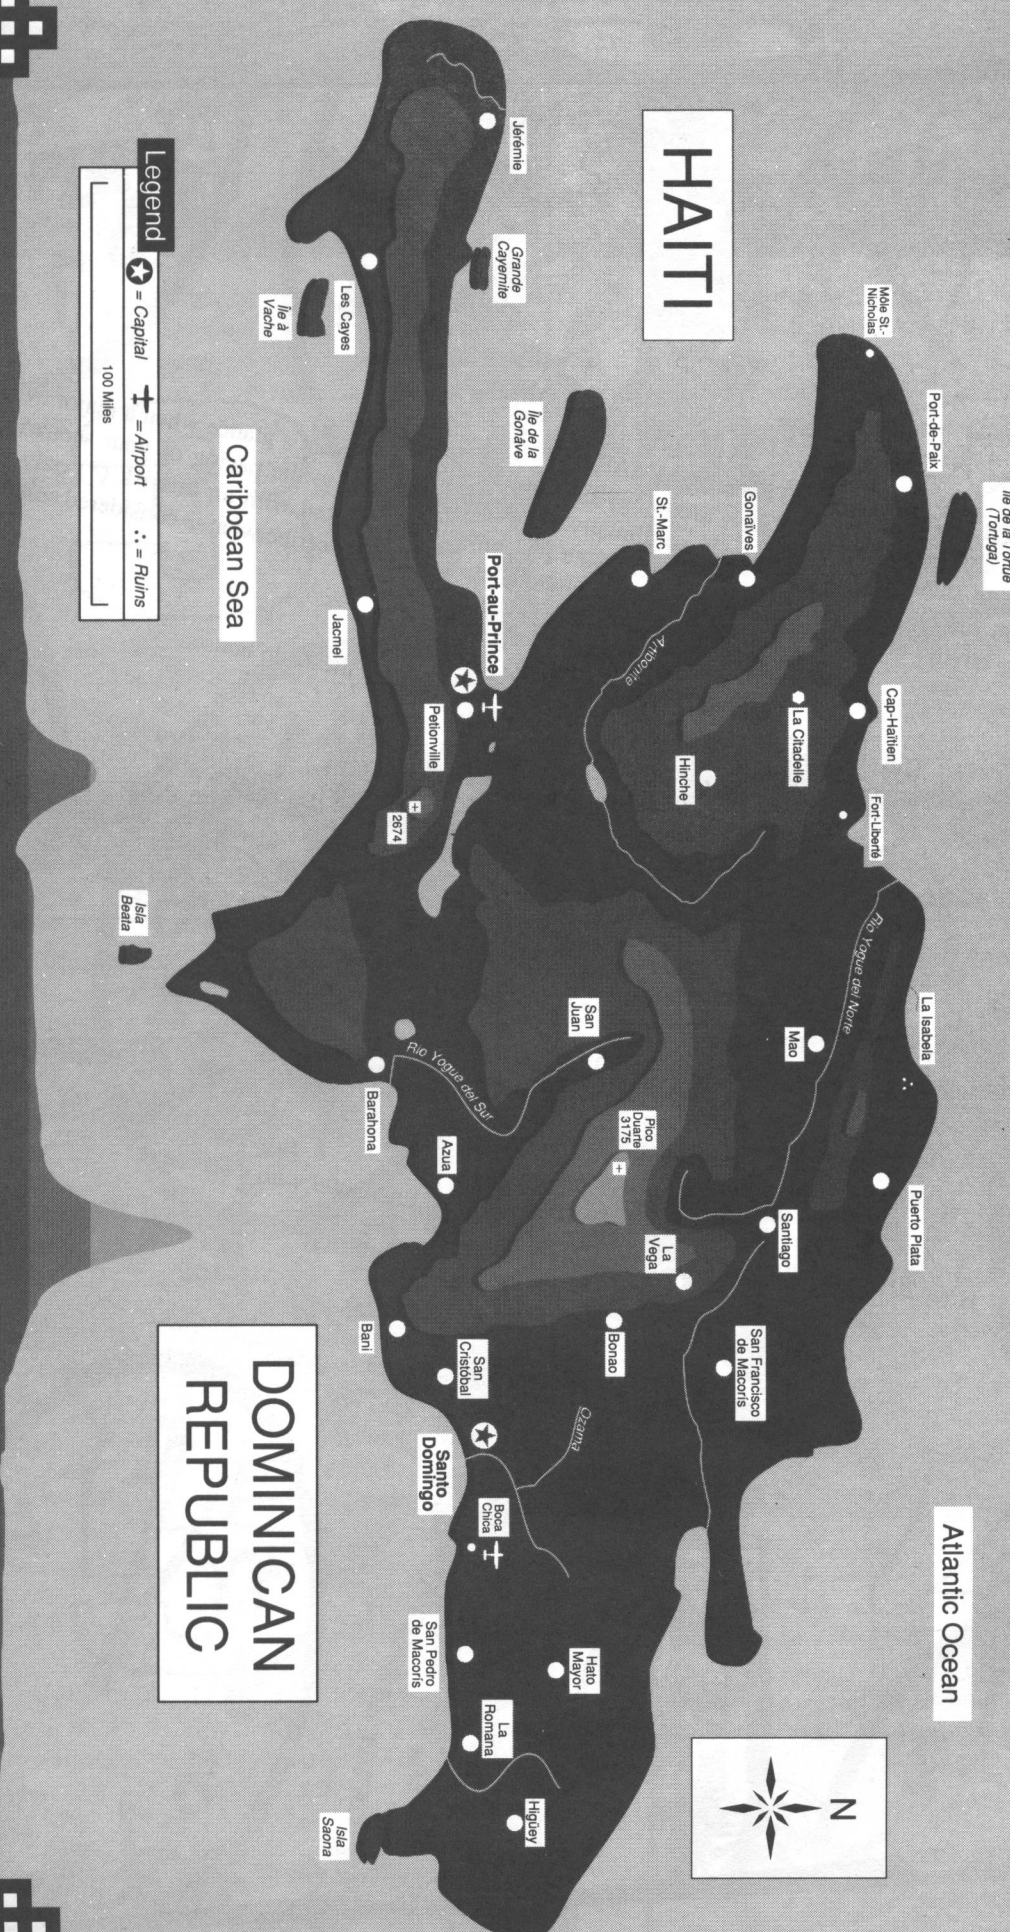 HAITI
Jérémie
Grande
Cayemite
Île à
Vache
Les Cayes
Île de la
Gonâve
Môle St.-
Nicholas
Port-de-Paix
Île de la Tortue
(Tortuga)
St.-Marc
Gonaïves
Artibonite
Port-au-Prince
Petionville
Jacmel
Cap-Haïtien
La Citadelle
Hinche
Fort-Liberté
2674
Caribbean Sea
Legend
= Capital
= Airport
= Ruins
100 Miles
Isla
Beata
Rio Yogue del Norte
La Isabela
Mao
San
Juan
Rio Yogue del Sur
Barahona
Azua
Pico
Duarte
3175
Puerto Plata
Santiago
La
Vega
Bonao
San Francisco
de Macorís
Bani
San
Cristóbal
Ozama
Santo
Domingo
Boca
Chica
San Pedro
de Macorís
Hato
Mayor
La
Romana
Higüey
Isla
Saona
DOMINICAN
REPUBLIC
Atlantic Ocean
N